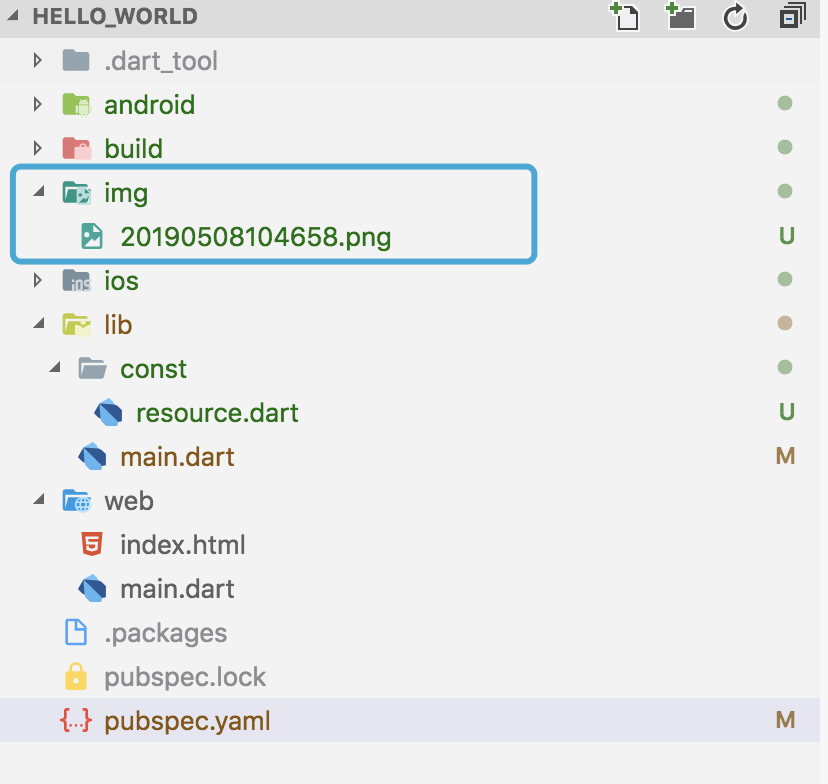 HELLO_WORLD
.dart_tool
android
build
img
20190508104658.png U
ios
lib
const
resource.dart U
main.dart M
web
index.html
main.dart
.packages
pubspec.lock
{...} pubspec.yaml M